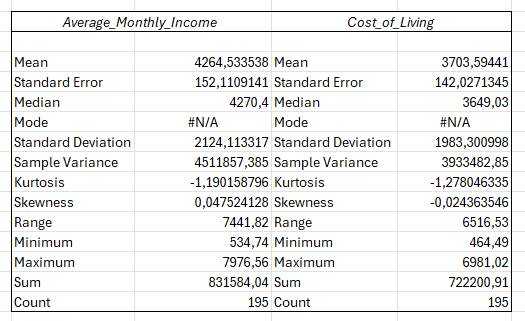 Average_Monthly_Income Cost_of_Living
Mean 4264,533538 Mean 3703,59441
Standard Error 152,1109141 Standard Error 142,0271345
Median 4270,4 Median 3649,03
Mode #N/A Mode #N/A
Standard Deviation 2124,113317 Standard Deviation 1983,300998
Sample Variance 4511857,385 Sample Variance 3933482,85
Kurtosis -1,190158796 Kurtosis -1,278046335
Skewness 0,047524128 Skewness -0,024363546
Range 7441,82 Range 6516,53
Minimum 534,74 Minimum 464,49
Maximum 7976,56 Maximum 6981,02
Sum 831584,04 Sum 722200,91
Count 195 Count 195